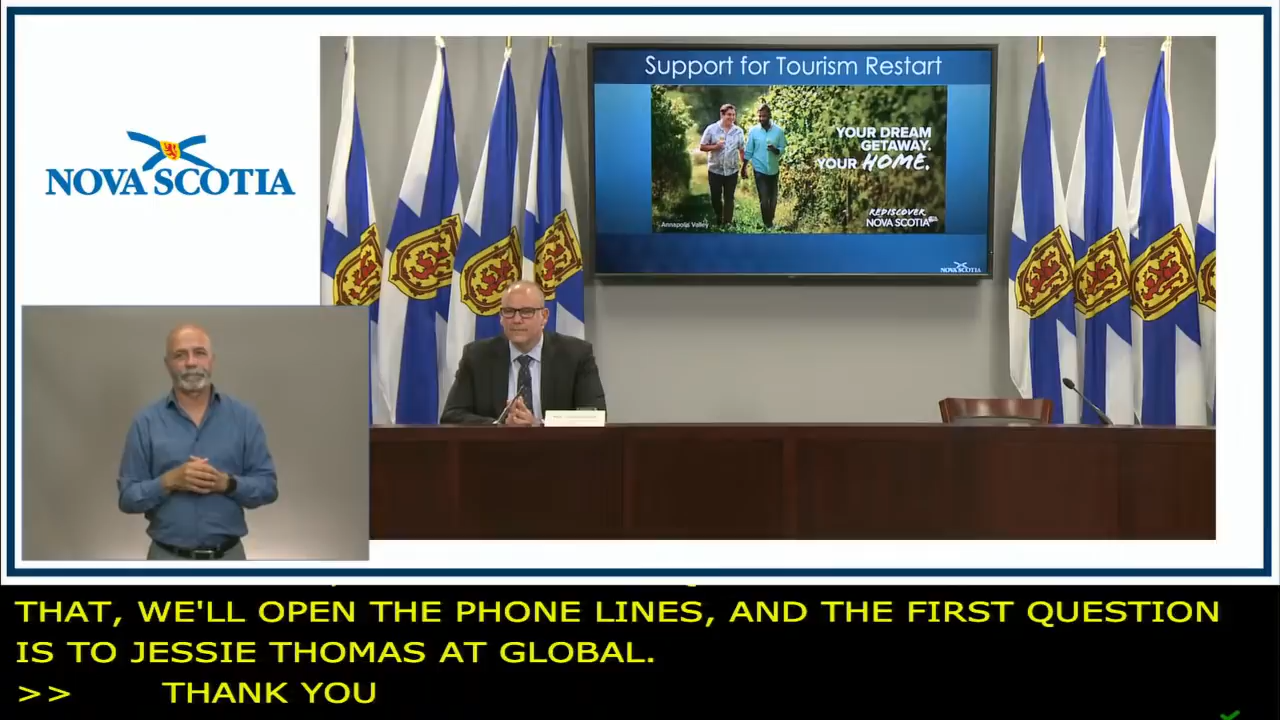 NOVA SCOTIA
Support for Tourism Restart
YOUR DREAM
GETAWAY.
YOUR HOME.
REDISCOVER
NOVA SCOTIA
Annapolis Valley
NOVA SCOTIA
THAT, WE'LL OPEN THE PHONE LINES, AND THE FIRST QUESTION
IS TO JESSIE THOMAS AT GLOBAL.
>> THANK YOU